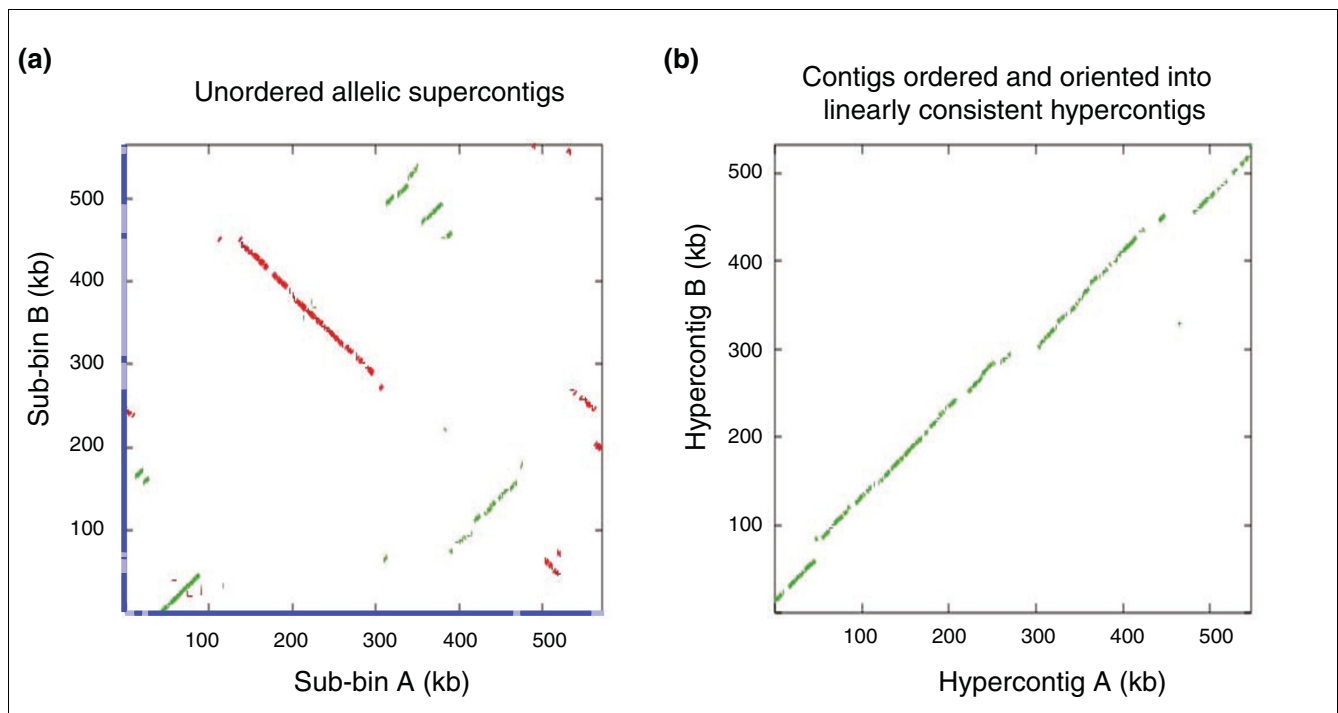 (a)
Unordered allelic supercontigs
Sub-bin B (kb)
500
400
300
200
100
100 200 300 400 500
Sub-bin A (kb)
(b)
Contigs ordered and oriented into
linearly consistent hypercontigs
Hypercontig B (kb)
500
400
300
200
100
100 200 300 400 500
Hypercontig A (kb)